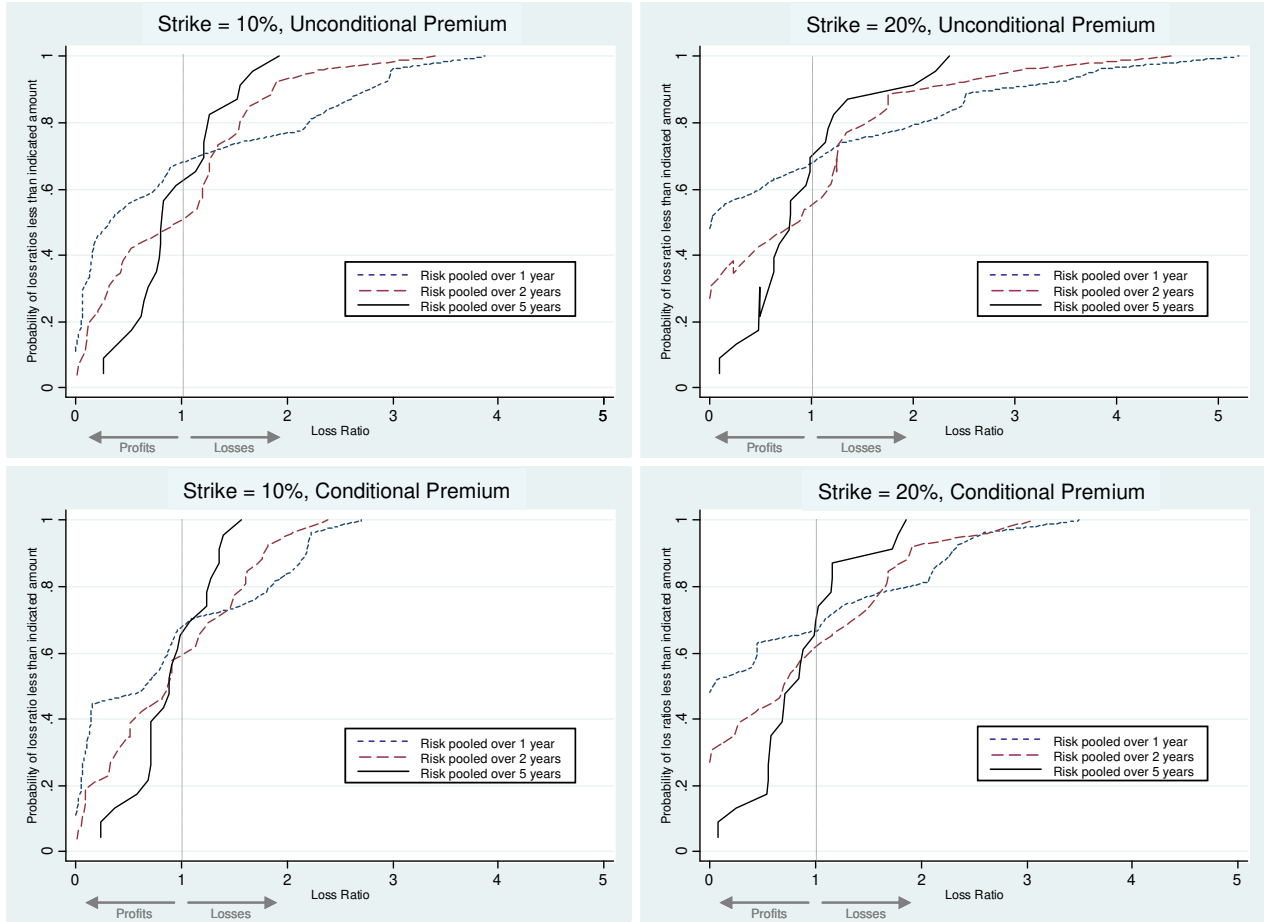 Strike = 10%, Unconditional Premium
Probability of loss ratios less than indicated amount
1
.8
.6
.4
.2
0
Risk pooled over 1 year
Risk pooled over 2 years
Risk pooled over 5 years
0 1 2 3 4 5
Loss Ratio
Profits Losses
Strike = 20%, Unconditional Premium
Probability of loss ratios less than indicated amount
1
.8
.6
.4
.2
0
Risk pooled over 1 year
Risk pooled over 2 years
Risk pooled over 5 years
0 1 2 3 4 5
Loss Ratio
Profits Losses
Strike = 10%, Conditional Premium
Probability of loss ratios less than indicated amount
1
.8
.6
.4
.2
0
Risk pooled over 1 year
Risk pooled over 2 years
Risk pooled over 5 years
0 1 2 3 4 5
Loss Ratio
Profits Losses
Strike = 20%, Conditional Premium
Probability of loss ratios less than indicated amount
1
.8
.6
.4
.2
0
Risk pooled over 1 year
Risk pooled over 2 years
Risk pooled over 5 years
0 1 2 3 4 5
Loss Ratio
Profits Losses